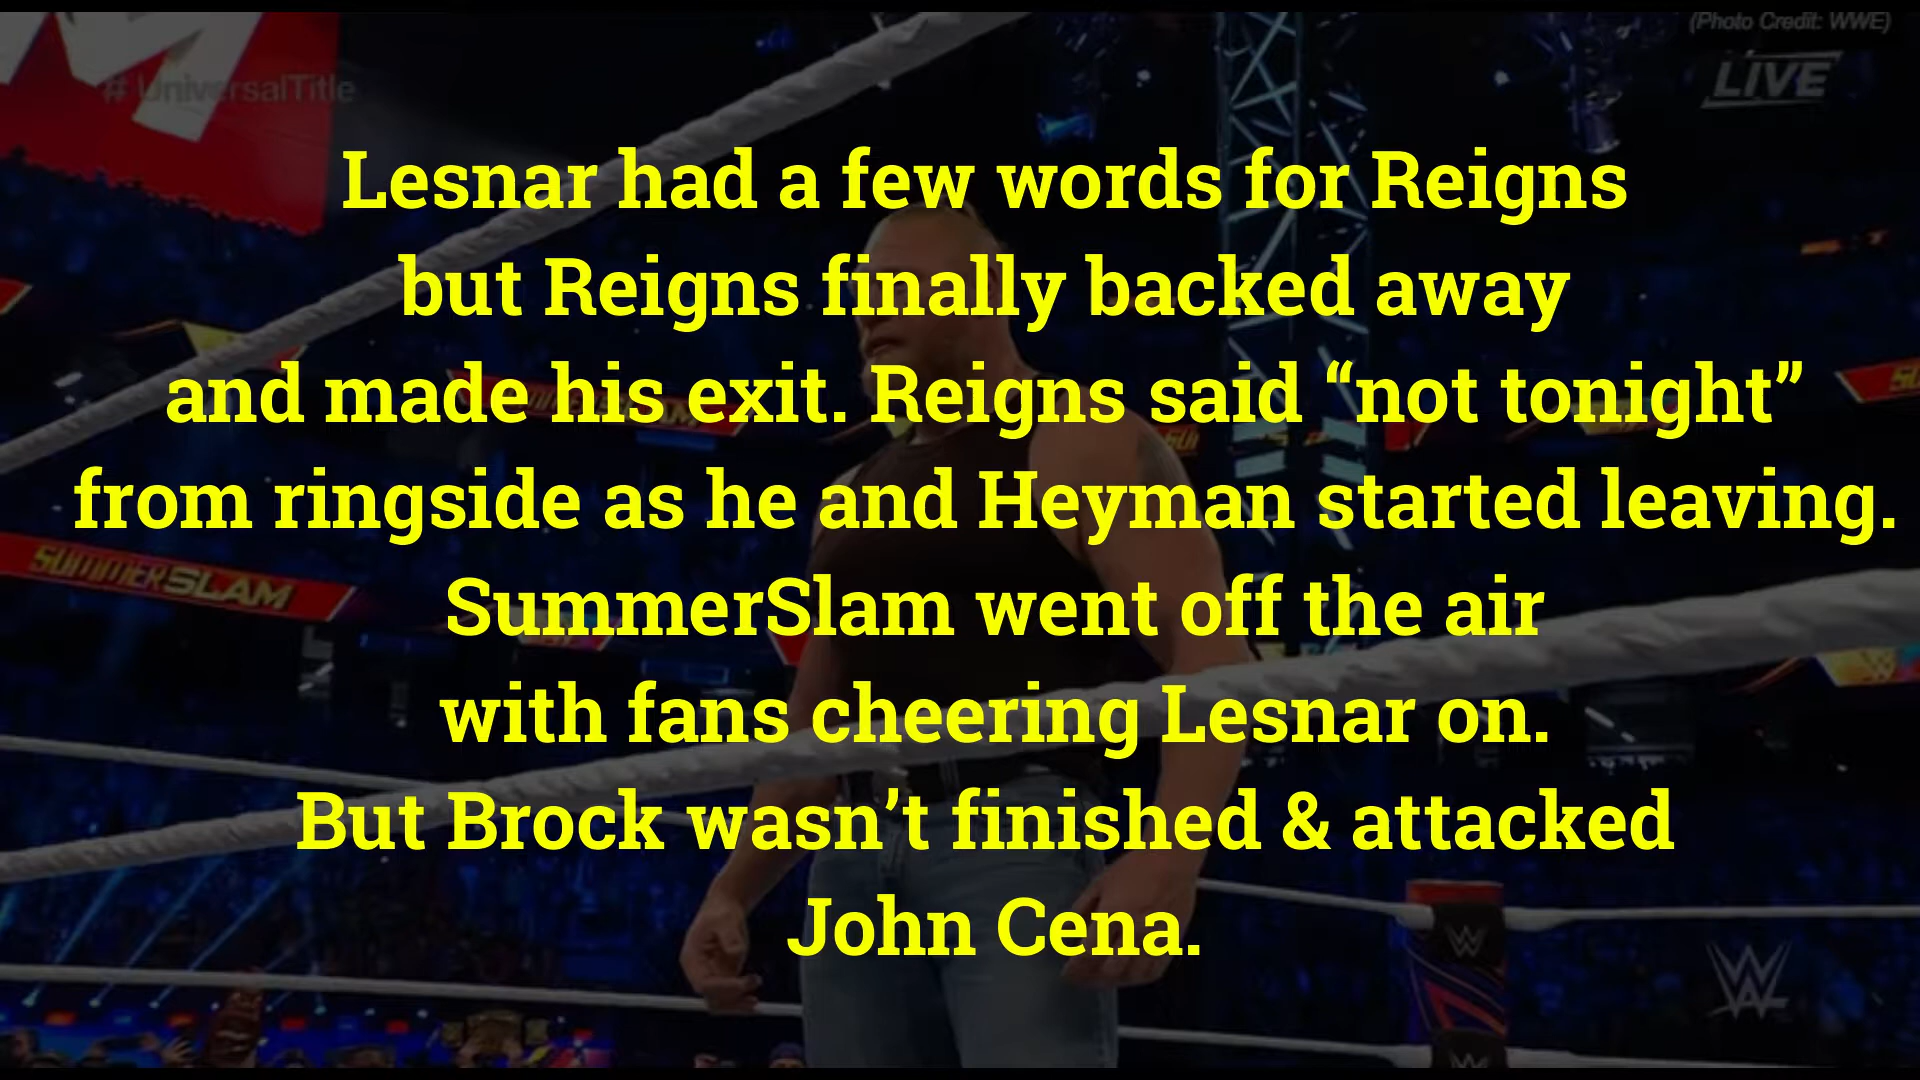 (Photo Credit: WWE)
# UniversalTitle
LIVE
Lesnar had a few words for Reigns
but Reigns finally backed away
and made his exit. Reigns said “not tonight”
from ringside as he and Heyman started leaving.
SUMMERSLAM
SummerSlam went off the air
with fans cheering Lesnar on.
But Brock wasn’t finished & attacked
John Cena.